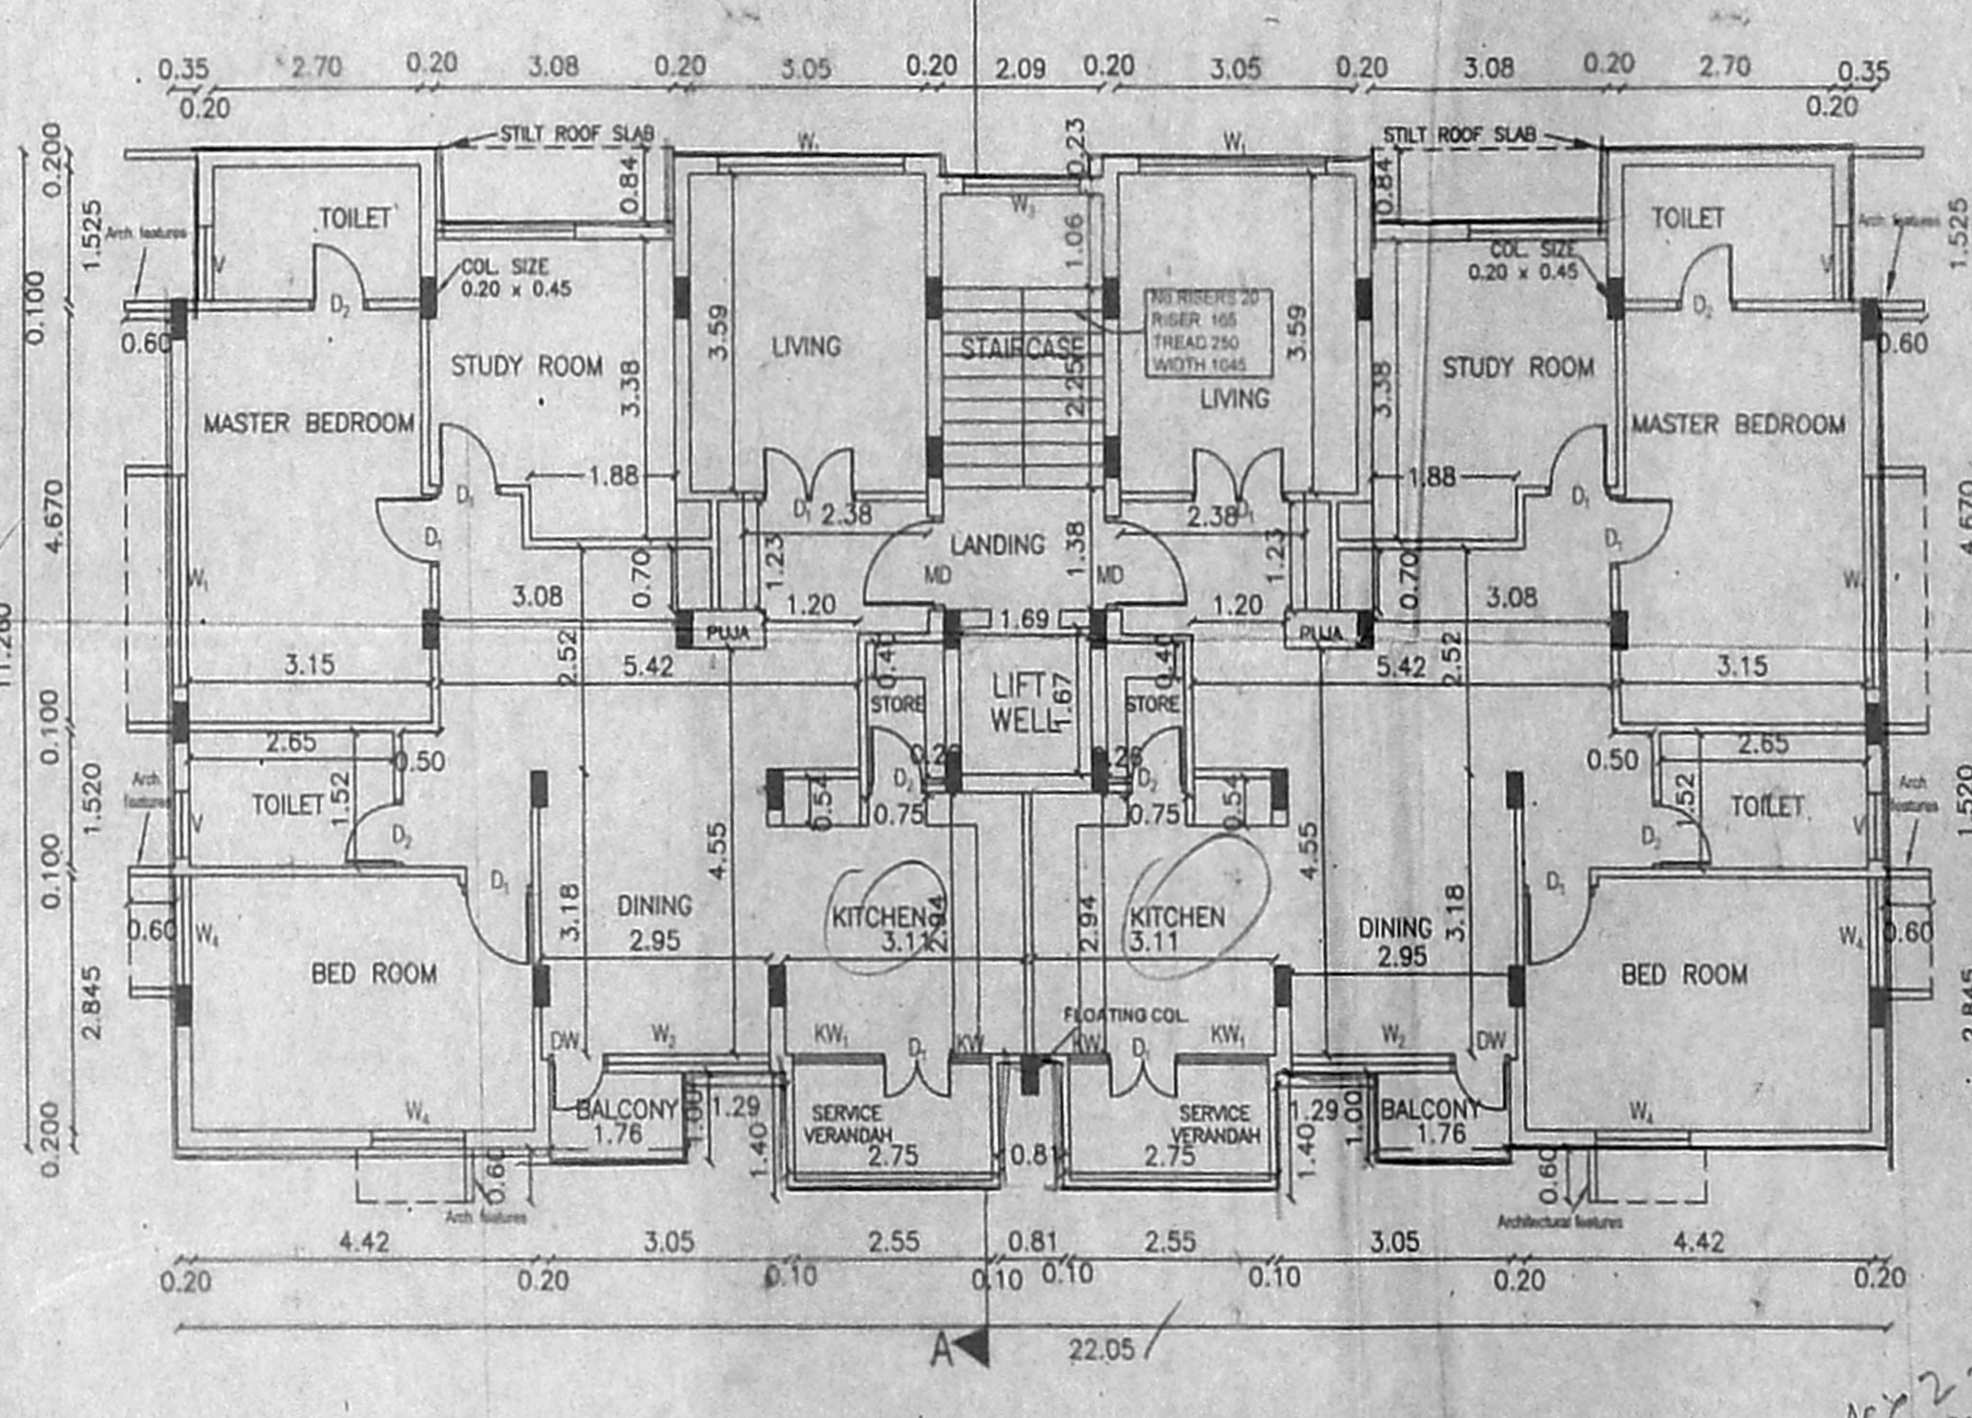 0.35 2.70 0.20 3.08 0.20 3.05 0.20 2.09 0.20 3.05 0.20 3.08 0.20 2.70 0.35
0.20 0.20
STILT ROOF SLAB W₁ 0.23 W₁ STILT ROOF SLAB
0.200 0.84 0.84
TOILET TOILET
1.525 Arch. features W₃ 1.06 Arch. features 1.525
V COL. SIZE COL. SIZE V
0.20 x 0.45 0.20 x 0.45
0.100 D₂ No RISERS 20 D₂
RISER 165
0.60 3.59 LIVING STAIRCASE TREAD 250 3.59 0.60
STUDY ROOM WIDTH 1045 STUDY ROOM
3.38 2.25 LIVING 3.38
MASTER BEDROOM MASTER BEDROOM
1.88 1.88
D₁ D₁
4.670 D₁ 2.38 2.38 D₁ 4.670
D₁ LANDING 1.38 D₁
0.70 1.23 MD MD 1.23 0.70
W₁ 3.08 1.20 1.69 1.20 3.08 W
PUJA PUJA
3.15 2.52 5.42 0.4 0.4 5.42 2.52 3.15
LIFT
STORE WELL 1.67 STORE
0.100 2.65 0.50 0.26 0.26 0.50 2.65
Arch. features D₂ D₂ Arch features
1.520 TOILET 1.52 0.54 0.75 0.75 0.54 1.52 TOILET 1.520
V D₂ 4.55 4.55 D₂ V
0.100 D₁ D₁
3.18 DINING KITCHEN 2.94 2.94 KITCHEN DINING 3.18
0.60 W₄ 2.95 3.11 3.11 2.95 W₄ 0.60
BED ROOM BED ROOM
2.845 FLOATING COL. 2.845
DW W₂ KW₁ D₁ KW KW D₁ KW₁ W₂ DW
W₄ BALCONY 1.00 1.29 SERVICE SERVICE 1.29 1.00 BALCONY W₄
1.76 1.40 VERANDAH VERANDAH 1.40 1.76
0.200 0.60 2.75 0.81 2.75 0.60
Arch. features Architectural features
4.42 3.05 2.55 0.81 2.55 3.05 4.42
0.20 0.20 0.10 0.10 0.10 0.10 0.20 0.20
A 22.05